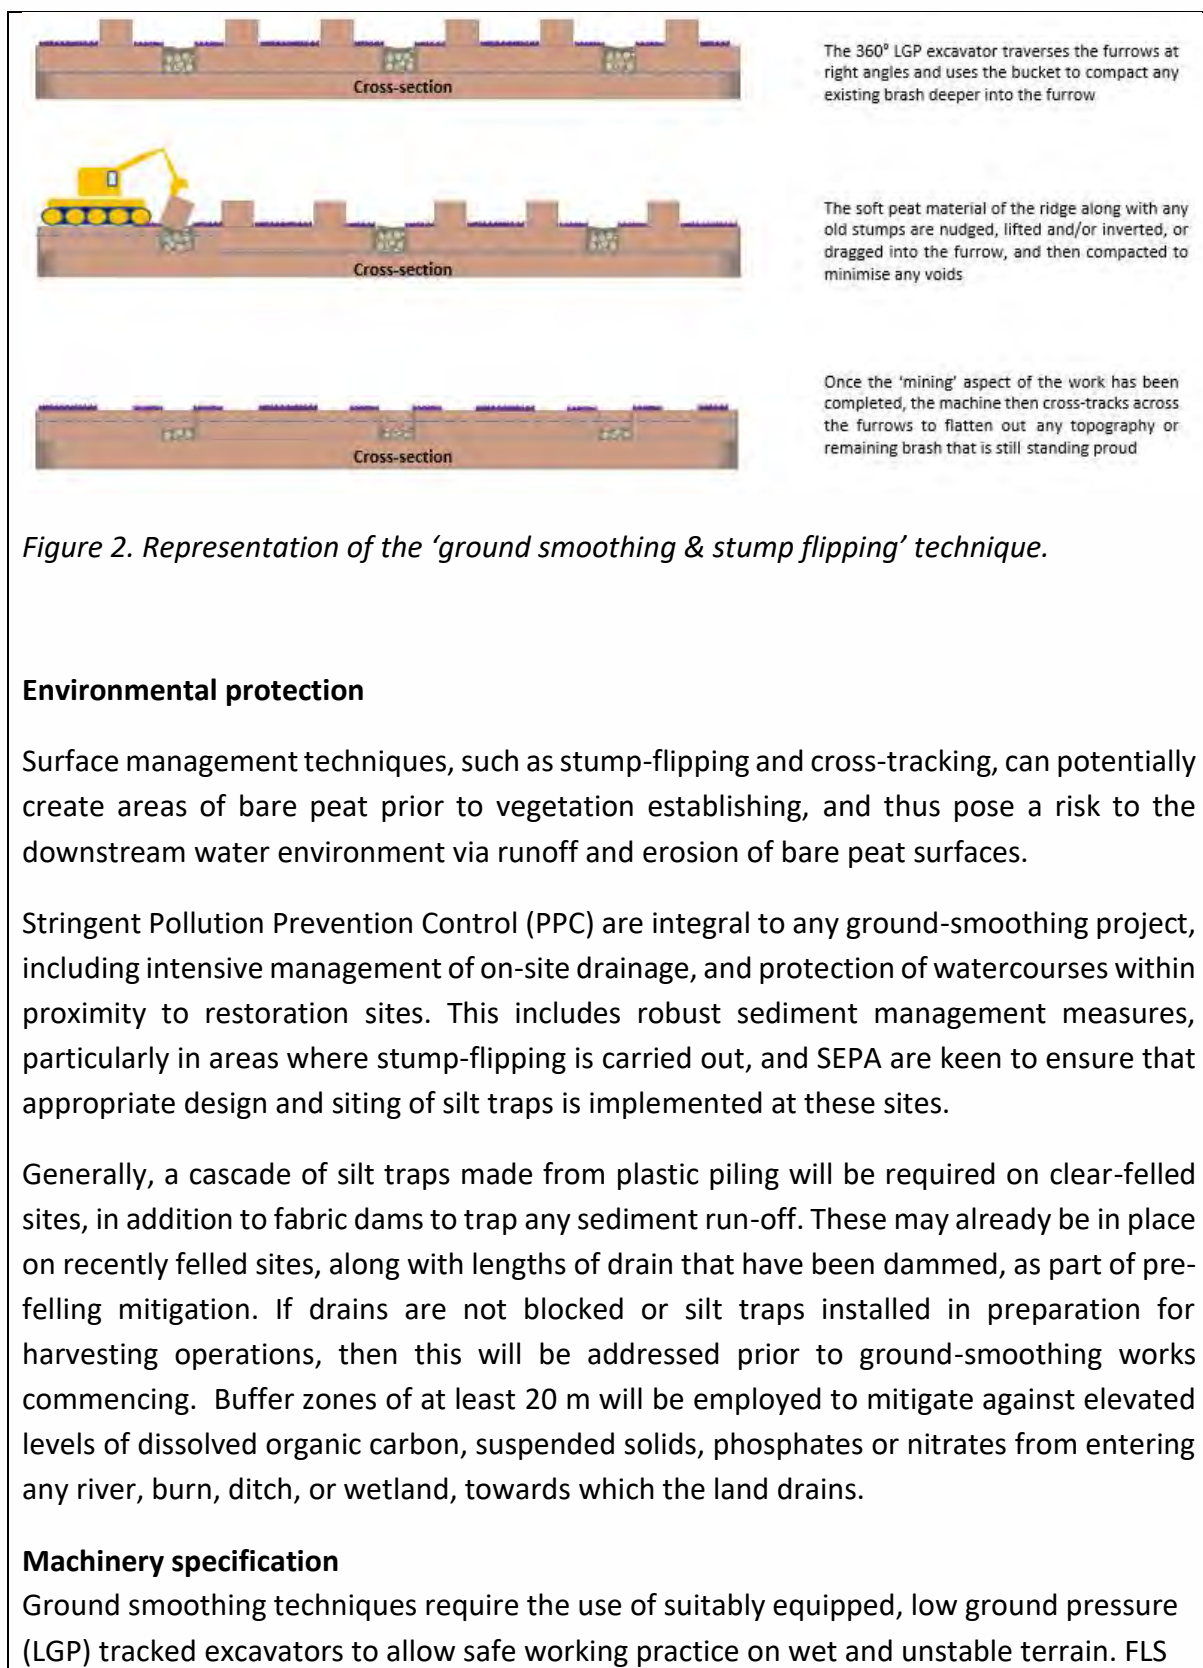 The 360° LGP excavator traverses the furrows at
right angles and uses the bucket to compact any
existing brash deeper into the furrow
Cross-section
The soft peat material of the ridge along with any
old stumps are nudged, lifted and/or inverted, or
dragged into the furrow, and then compacted to
minimise any voids
Cross-section
Once the ‘mining’ aspect of the work has been
completed, the machine then cross-tracks across
the furrows to flatten out any topography or
remaining brash that is still standing proud
Cross-section
Figure 2. Representation of the ‘ground smoothing & stump flipping’ technique.
Environmental protection
Surface management techniques, such as stump-flipping and cross-tracking, can potentially
create areas of bare peat prior to vegetation establishing, and thus pose a risk to the
downstream water environment via runoff and erosion of bare peat surfaces.
Stringent Pollution Prevention Control (PPC) are integral to any ground-smoothing project,
including intensive management of on-site drainage, and protection of watercourses within
proximity to restoration sites. This includes robust sediment management measures,
particularly in areas where stump-flipping is carried out, and SEPA are keen to ensure that
appropriate design and siting of silt traps is implemented at these sites.
Generally, a cascade of silt traps made from plastic piling will be required on clear-felled
sites, in addition to fabric dams to trap any sediment run-off. These may already be in place
on recently felled sites, along with lengths of drain that have been dammed, as part of pre-
felling mitigation. If drains are not blocked or silt traps installed in preparation for
harvesting operations, then this will be addressed prior to ground-smoothing works
commencing.  Buffer zones of at least 20 m will be employed to mitigate against elevated
levels of dissolved organic carbon, suspended solids, phosphates or nitrates from entering
any river, burn, ditch, or wetland, towards which the land drains.
Machinery specification
Ground smoothing techniques require the use of suitably equipped, low ground pressure
(LGP) tracked excavators to allow safe working practice on wet and unstable terrain. FLS